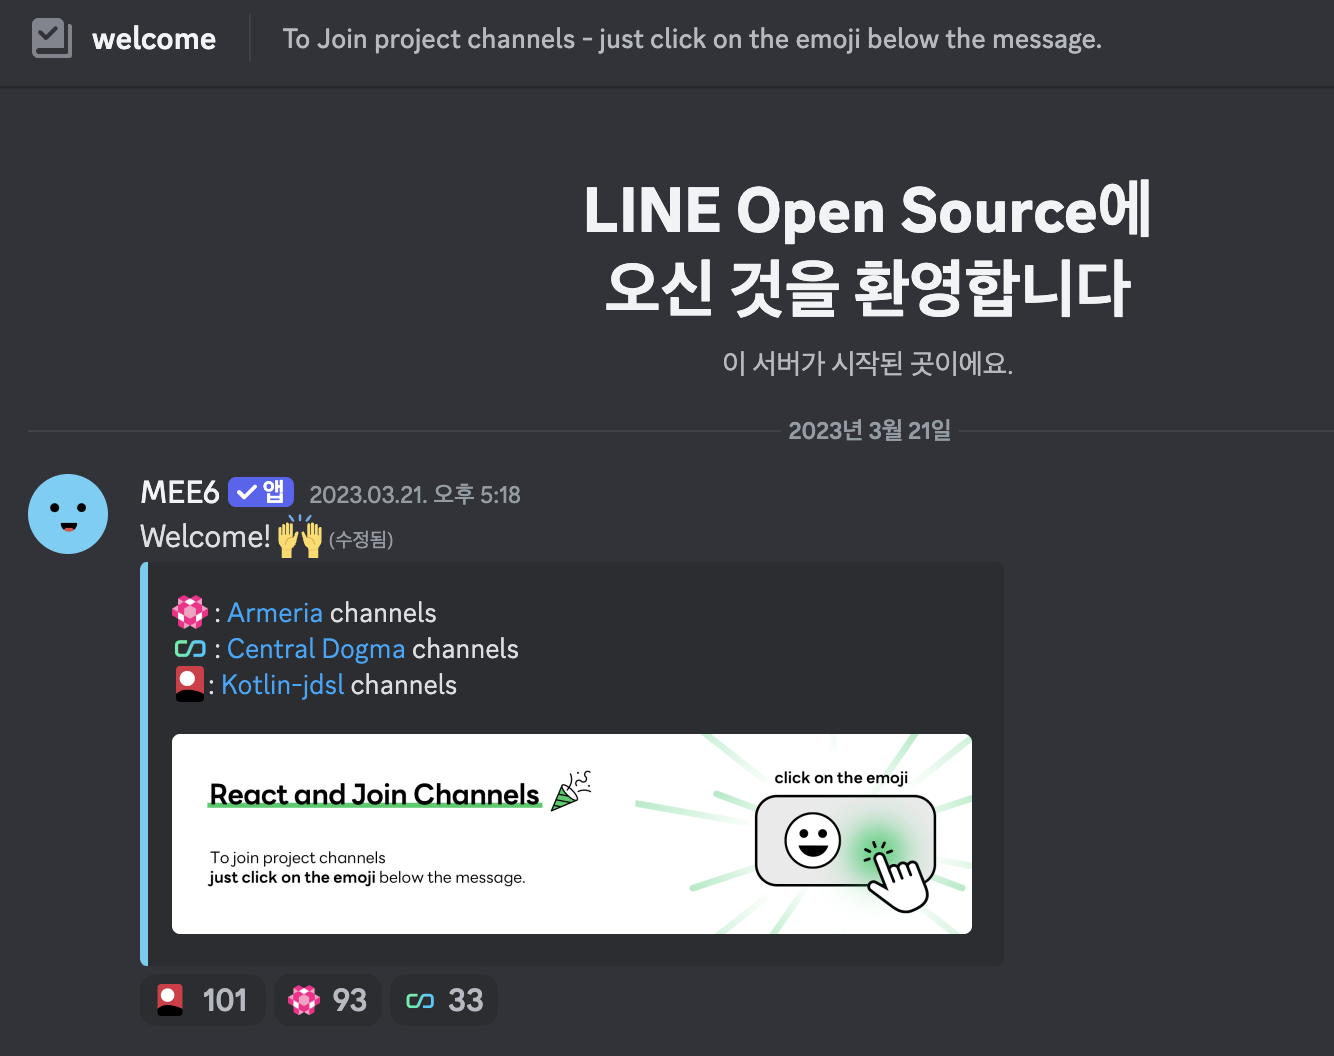 welcome To Join project channels - just click on the emoji below the message.
LINE Open Source에
오신 것을 환영합니다
이 서버가 시작된 곳이에요.
2023년 3월 21일
MEE6 ✓ 앱 2023.03.21. 오후 5:18
Welcome! 🙌 (수정됨)
: Armeria channels
: Central Dogma channels
🎴: Kotlin-jdsl channels
React and Join Channels
click on the emoji
To join project channels
just click on the emoji below the message.
🎴 101 93 33